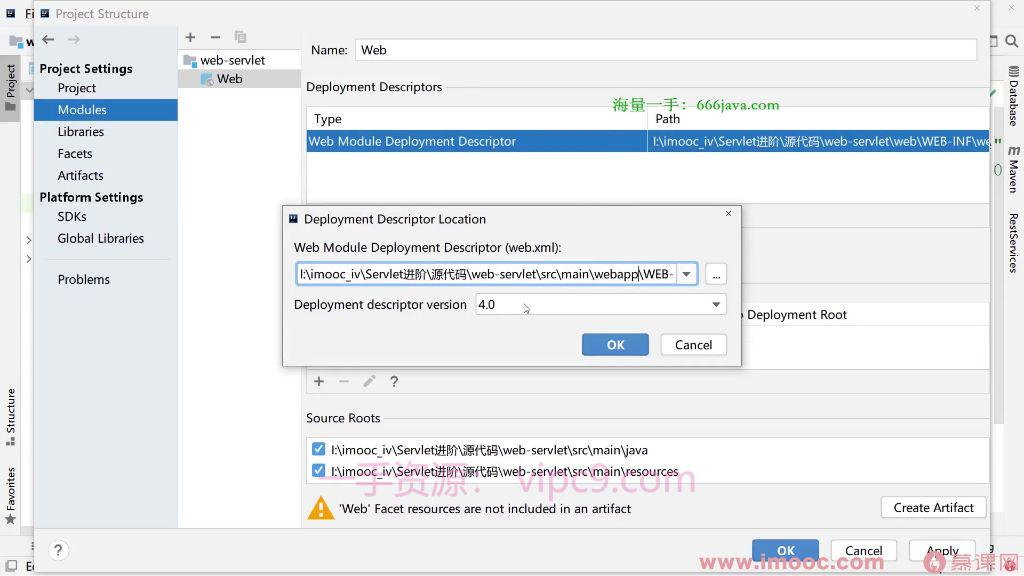 Fi
Project Structure
w
Project
Project Settings
Project
Modules
Libraries
Facets
Artifacts
Platform Settings
SDKs
Global Libraries
Problems
web-servlet
Web
Name: Web
Deployment Descriptors
海量一手：666java.com
Type Path
Web Module Deployment Descriptor I:\imooc_iv\Servlet进阶\源代码\web-servlet\web\WEB-INF\we
Deployment Descriptor Location
Web Module Deployment Descriptor (web.xml):
I:\imooc_iv\Servlet进阶\源代码\web-servlet\src\main\webapp\WEB-
...
Deployment descriptor version 4.0
OK Cancel
Deployment Root
Source Roots
I:\imooc_iv\Servlet进阶\源代码\web-servlet\src\main\java
I:\imooc_iv\Servlet进阶\源代码\web-servlet\src\main\resources
一手资源：vipc9.com
'Web' Facet resources are not included in an artifact
Create Artifact
?
OK Cancel Apply
www.imooc.com
慕课网
Structure
Favorites
Database
m Maven
RestServices